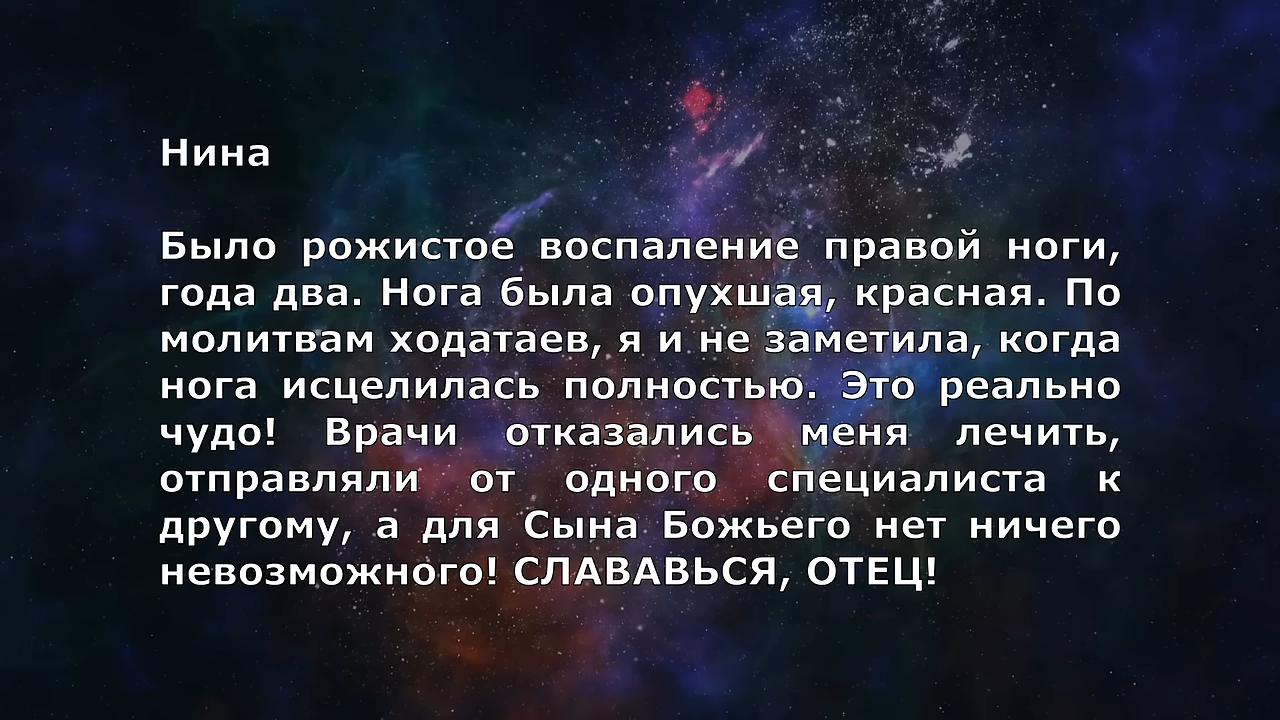 Нина
Было рожистое воспаление правой ноги,
года два. Нога была опухшая, красная. По
молитвам ходатаев, я и не заметила, когда
нога исцелилась полностью. Это реально
чудо! Врачи отказались меня лечить,
отправляли от одного специалиста к
другому, а для Сына Божьего нет ничего
невозможного! СЛАВАВЬСЯ, ОТЕЦ!